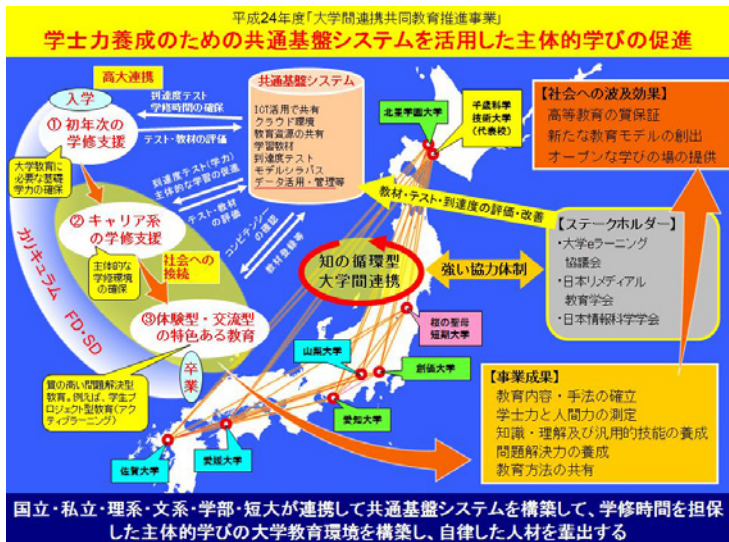 平成24年度「大学間連携共同教育推進事業」
学士力養成のための共通基盤システムを活用した主体的学びの促進
高大連携
入学
① 初年次の
学修支援
大学教育に
必要な基礎
学力の確保
② キャリア系
の学修支援
主体的な
学修環境の
確保
社会への
接続
③体験型・交流型
の特色ある教育
卒業
質の高い問題解決型
教育。例えば、学生プ
ロジェクト型教育(アク
ティブラーニング)
カリキュラム FD・SD
到達度テスト
学修時間の確保
テスト・教材の評価
到達度テスト(学力)
主体的な学習の促進
テスト・教材
の評価
コンピテンシー
の確認
教材登録等
共通基盤システム
ICT活用で共有
クラウド環境
教育資源の共有
学習教材
到達度テスト
モデルシラバス
データ活用・管理等
北星学園大学
千歳科学
技術大学
(代表校)
教材・テスト・到達度の評価・改善
知の循環型
大学間連携
強い協力体制
桜の聖母
短期大学
山梨大学
創価大学
愛知大学
愛媛大学
佐賀大学
【社会への波及効果】
高等教育の質保証
新たな教育モデルの創出
オープンな学びの場の提供
【ステークホルダー】
・大学eラーニング
協議会
・日本リメディアル
教育学会
・日本情報科学学会
【事業成果】
教育内容・手法の確立
学士力と人間力の測定
知識・理解及び汎用的技能の養成
問題解決力の養成
教育方法の共有
国立・私立・理系・文系・学部・短大が連携して共通基盤システムを構築して、学修時間を担保
した主体的学びの大学教育環境を構築し、自律した人材を輩出する